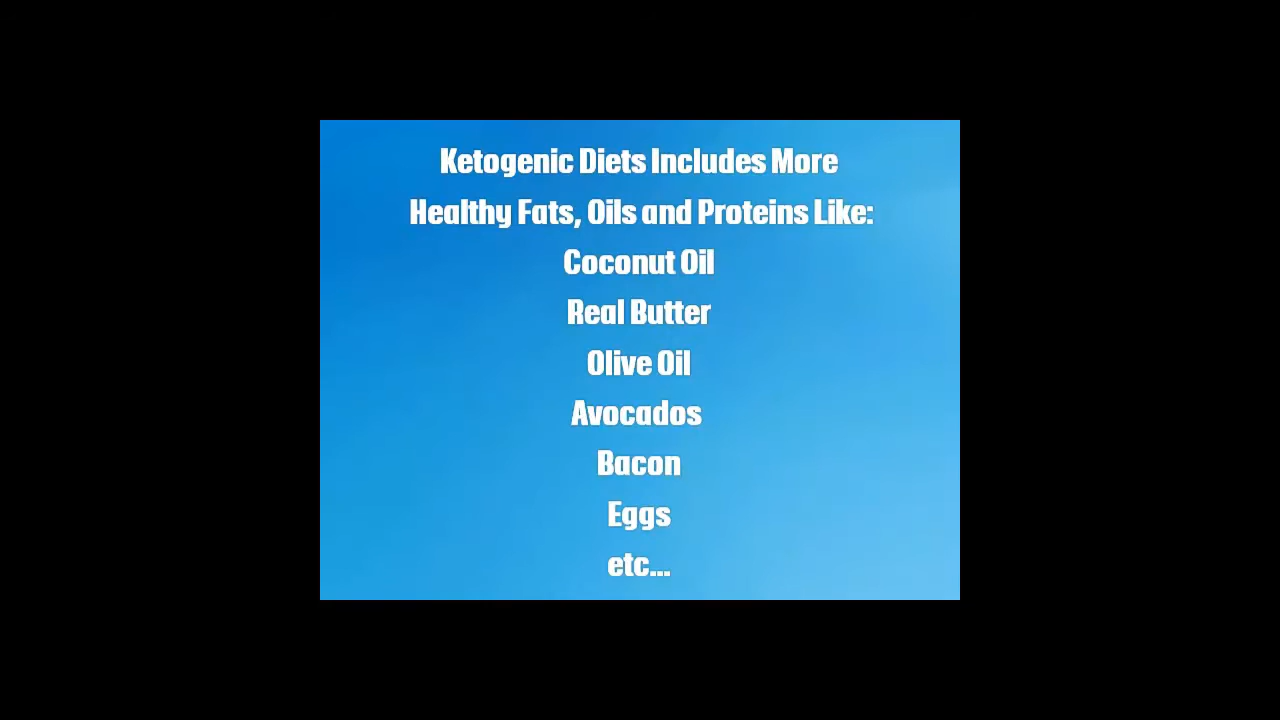 Ketogenic Diets Includes More
Healthy Fats, Oils and Proteins Like:
Coconut Oil
Real Butter
Olive Oil
Avocados
Bacon
Eggs
etc...